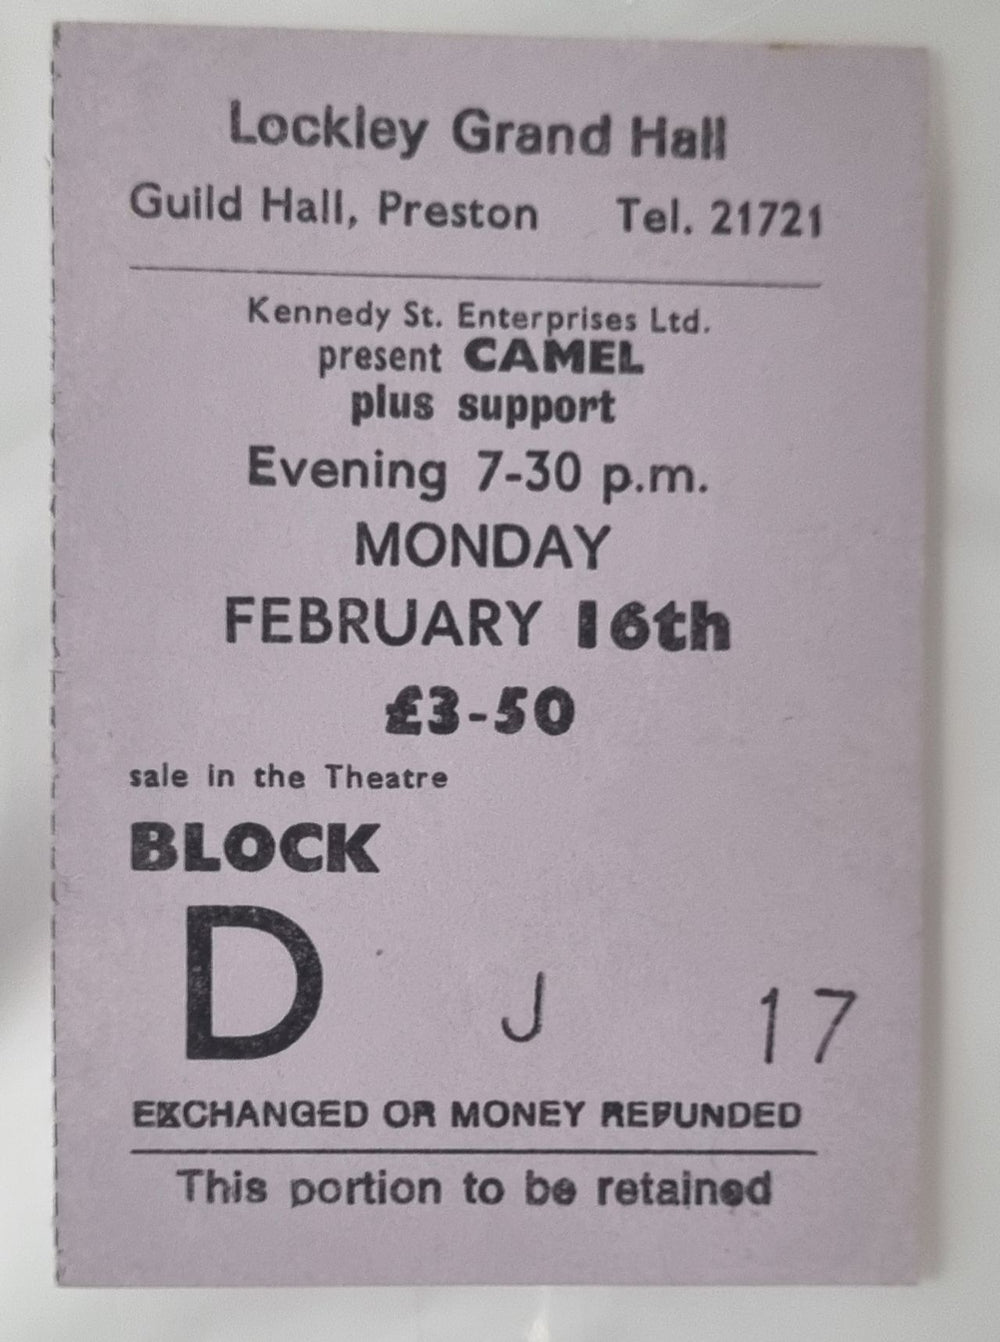 Lockley Grand Hall
Guild Hall, Preston Tel. 21721
Kennedy St. Enterprises Ltd.
present CAMEL
plus support
Evening 7-30 p.m.
MONDAY
FEBRUARY 16th
£3-50
sale in the Theatre
BLOCK
D J 17
EXCHANGED OR MONEY REFUNDED
This portion to be retained